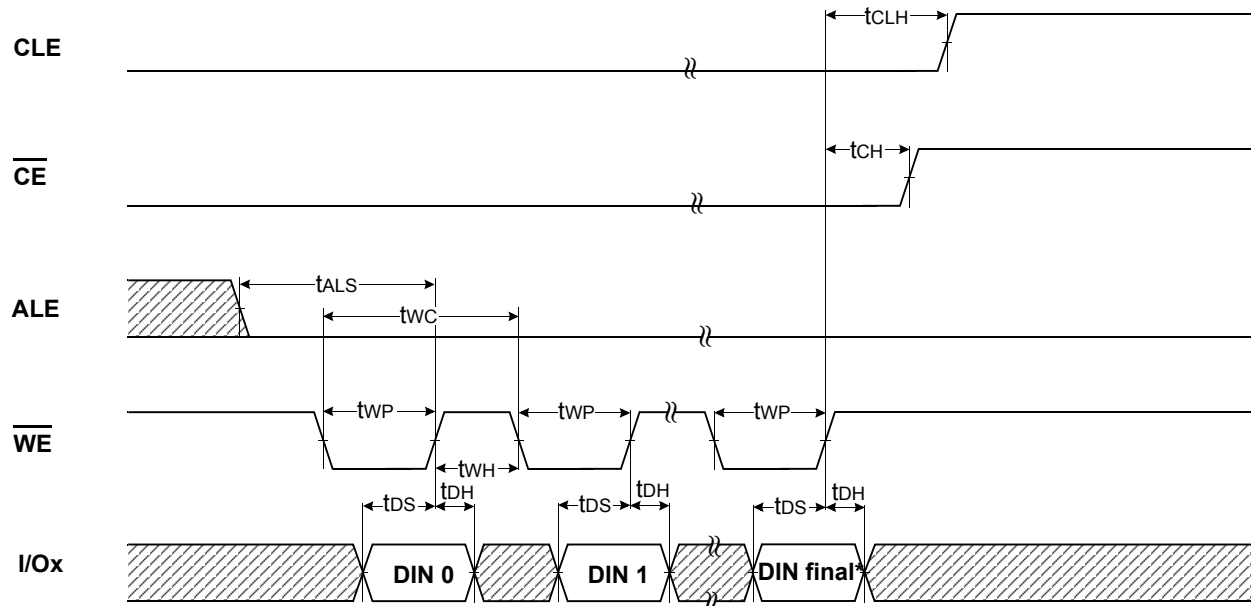 tCLH
CLE
tCH
CE
tALS
ALE
tWC
tWP tWP tWP
WE
tWH
tDS tDH tDS tDH tDS tDH
I/Ox DIN 0 DIN 1 DIN final*